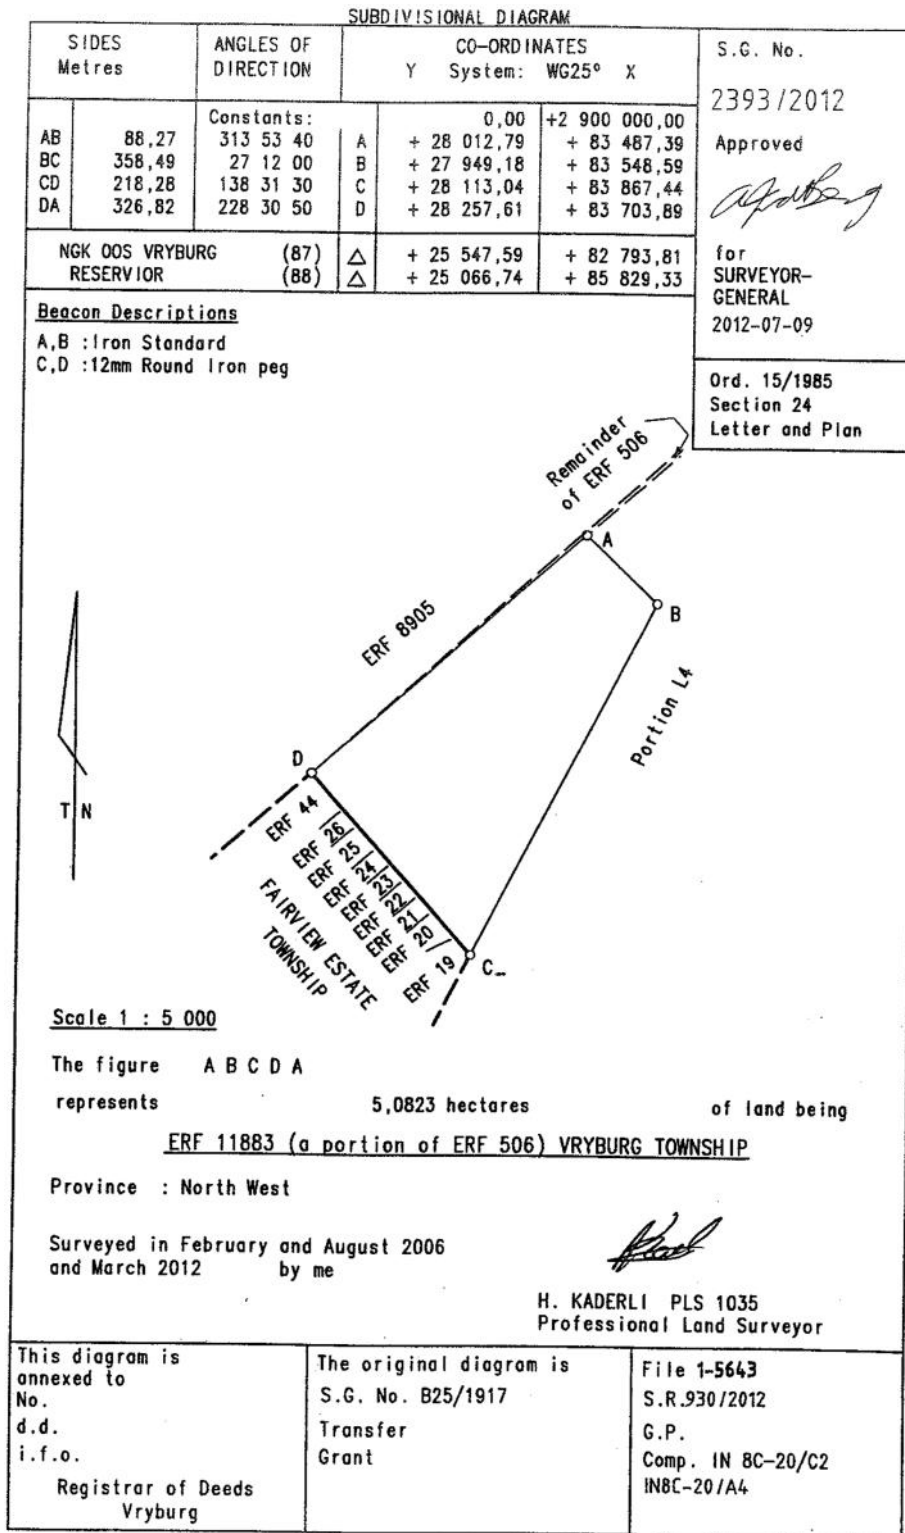 SUBDIVISIONAL DIAGRAM
SIDES
Metres
ANGLES OF
DIRECTION
CO-ORDINATES
Y System: WG25° X
Constants: 0,00 +2 900 000,00
AB 88,27 313 53 40 A + 28 012,79 + 83 487,39
BC 358,49 27 12 00 B + 27 949,18 + 83 548,59
CD 218,28 138 31 30 C + 28 113,04 + 83 867,44
DA 326,82 228 30 50 D + 28 257,61 + 83 703,89
NGK OOS VRYBURG (87) △ + 25 547,59 + 82 793,81
RESERVIOR (88) △ + 25 066,74 + 85 829,33
S.G. No.
2393/2012
Approved
for
SURVEYOR-
GENERAL
2012-07-09
Ord. 15/1985
Section 24
Letter and Plan
Beacon Descriptions
A,B :Iron Standard
C,D :12mm Round Iron peg
Remainder
of ERF 506
A
B
ERF 8905
Portion L4
D
T N
ERF 44
ERF 26
ERF 25
ERF 24
ERF 23
ERF 22
ERF 21
ERF 20
ERF 19
FAIRVIEW ESTATE
TOWNSHIP
C
Scale 1 : 5 000
The figure A B C D A
represents 5,0823 hectares of land being
ERF 11883 (a portion of ERF 506) VRYBURG TOWNSHIP
Province : North West
Surveyed in February and August 2006
and March 2012 by me
H. KADERLI PLS 1035
Professional Land Surveyor
This diagram is
annexed to
No.
d.d.
i.f.o.
Registrar of Deeds
Vryburg
The original diagram is
S.G. No. B25/1917
Transfer
Grant
File 1-5643
S.R.930/2012
G.P.
Comp. IN 8C-20/C2
IN8C-20/A4